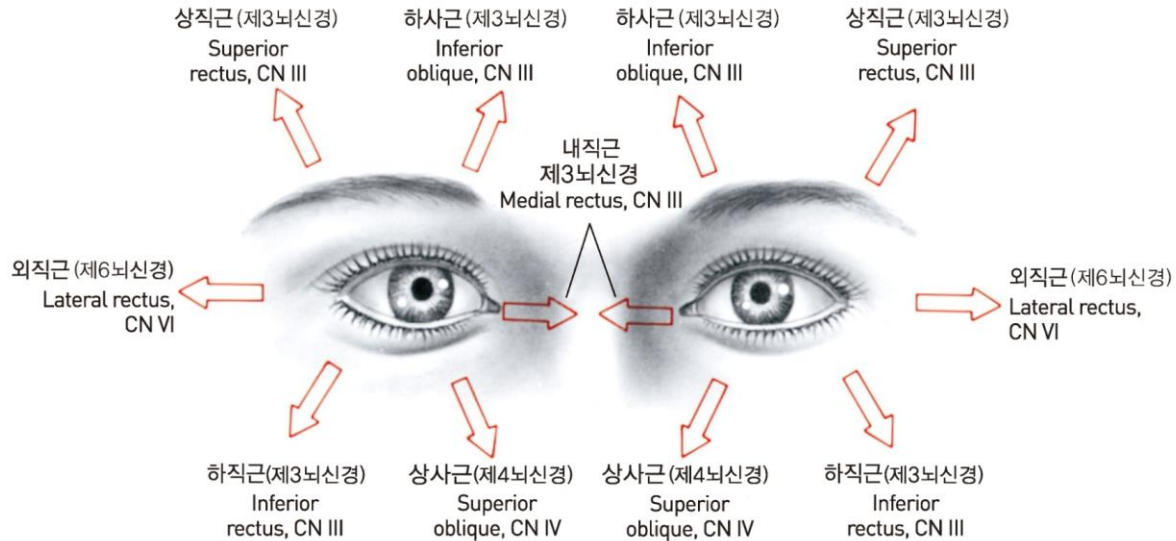 상직근(제3뇌신경)
Superior
rectus, CN III
하사근(제3뇌신경)
Inferior
oblique, CN III
하사근(제3뇌신경)
Inferior
oblique, CN III
상직근(제3뇌신경)
Superior
rectus, CN III
내직근
제3뇌신경
Medial rectus, CN III
외직근(제6뇌신경)
Lateral rectus,
CN VI
외직근(제6뇌신경)
Lateral rectus,
CN VI
하직근(제3뇌신경)
Inferior
rectus, CN III
상사근(제4뇌신경)
Superior
oblique, CN IV
상사근(제4뇌신경)
Superior
oblique, CN IV
하직근(제3뇌신경)
Inferior
rectus, CN III